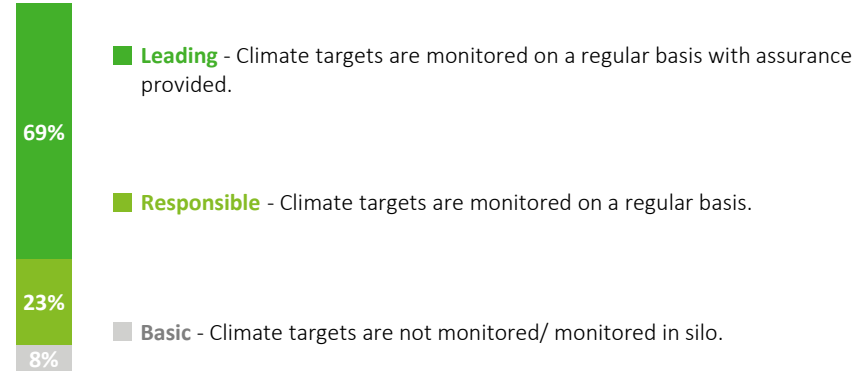 Leading - Climate targets are monitored on a regular basis with assurance
provided.
69%
Responsible - Climate targets are monitored on a regular basis.
23%
Basic - Climate targets are not monitored/ monitored in silo.
8%